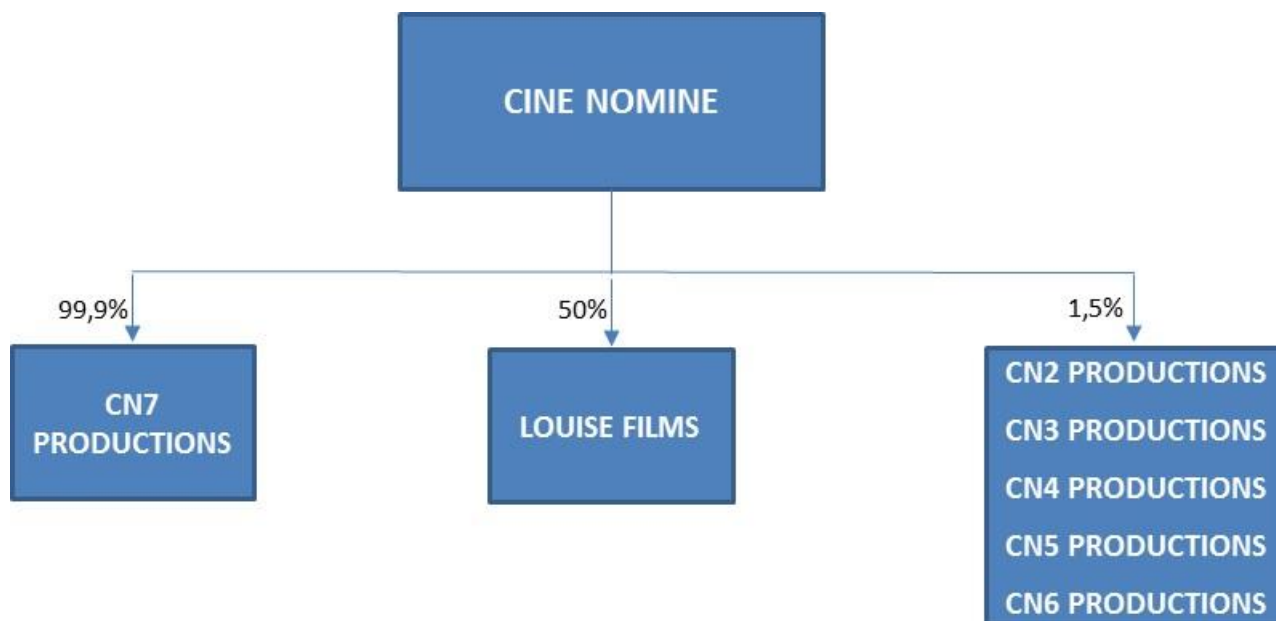 CINE NOMINE
99,9%
50%
1,5%
CN7
PRODUCTIONS
LOUISE FILMS
CN2 PRODUCTIONS
CN3 PRODUCTIONS
CN4 PRODUCTIONS
CN5 PRODUCTIONS
CN6 PRODUCTIONS